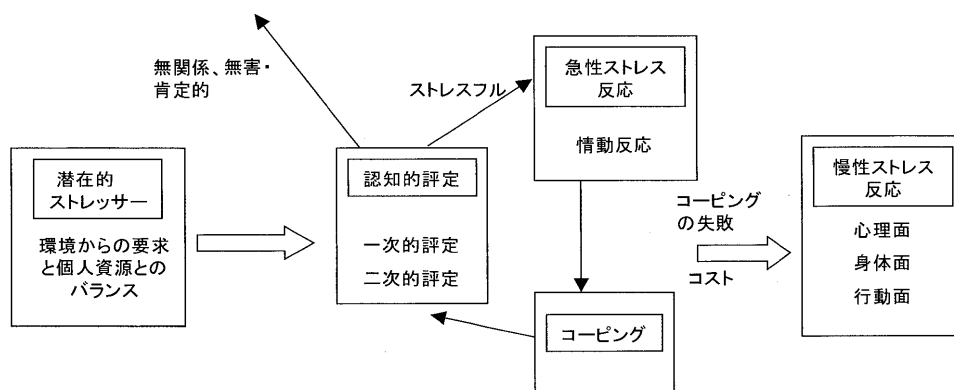 無関係、無害・
肯定的
ストレスフル
急性ストレス
反応
情動反応
潜在的
ストレッサー
環境からの要求
と個人資源との
バランス
認知的評定
一次的評定
二次的評定
コーピング
コーピング
の失敗
コスト
慢性ストレス
反応
心理面
身体面
行動面